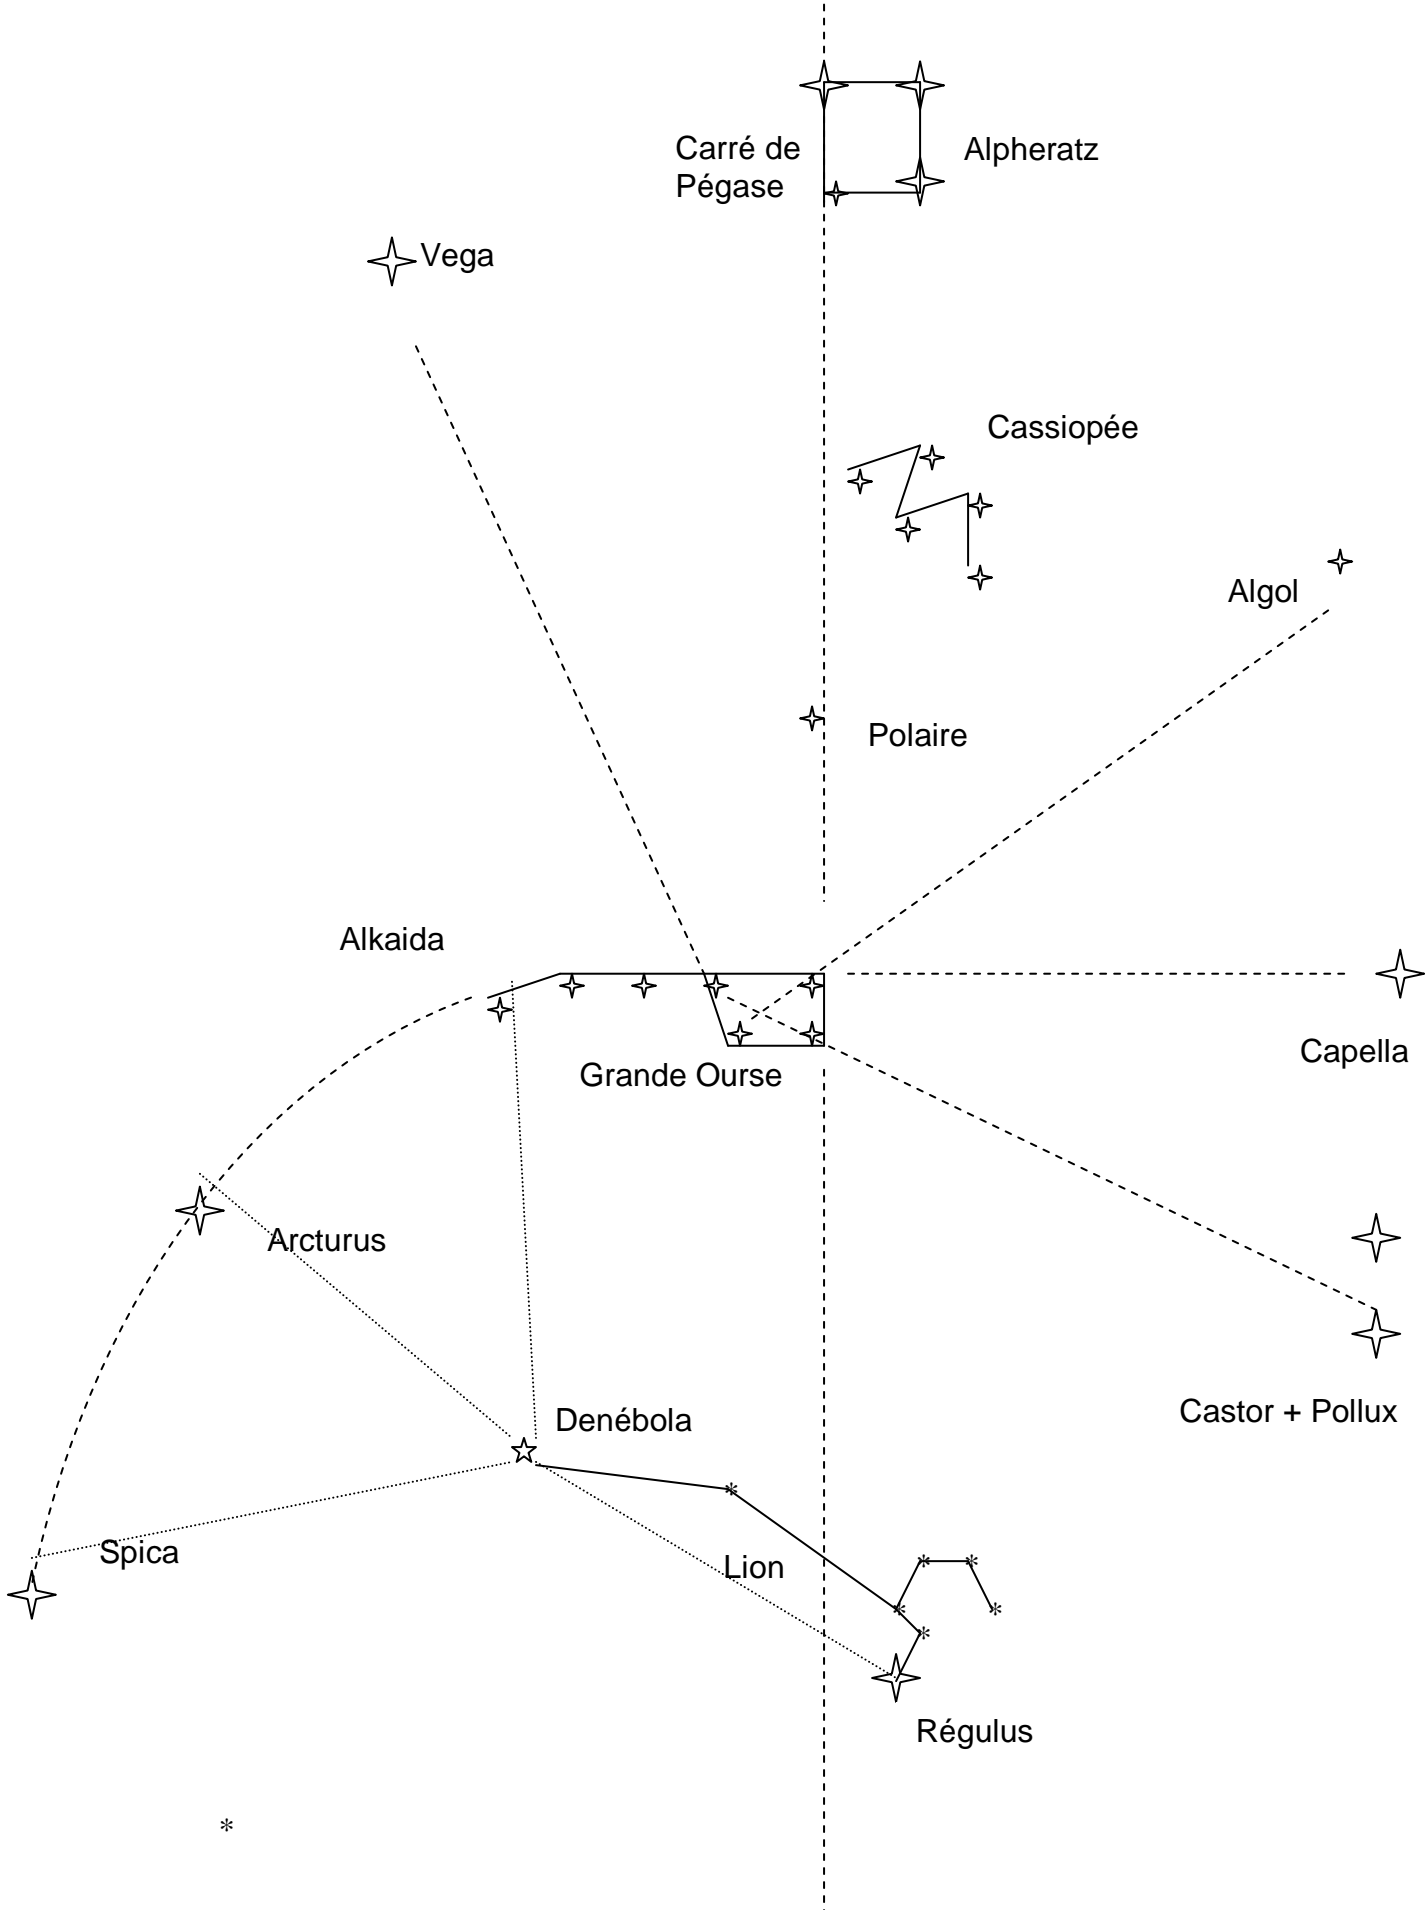 Carré de
Pégase
Alpheratz
Vega
Cassiopée
Algol
Polaire
Alkaida
Capella
Grande Ourse
Arcturus
Denébola
Castor + Pollux
Spica
Lion
Régulus